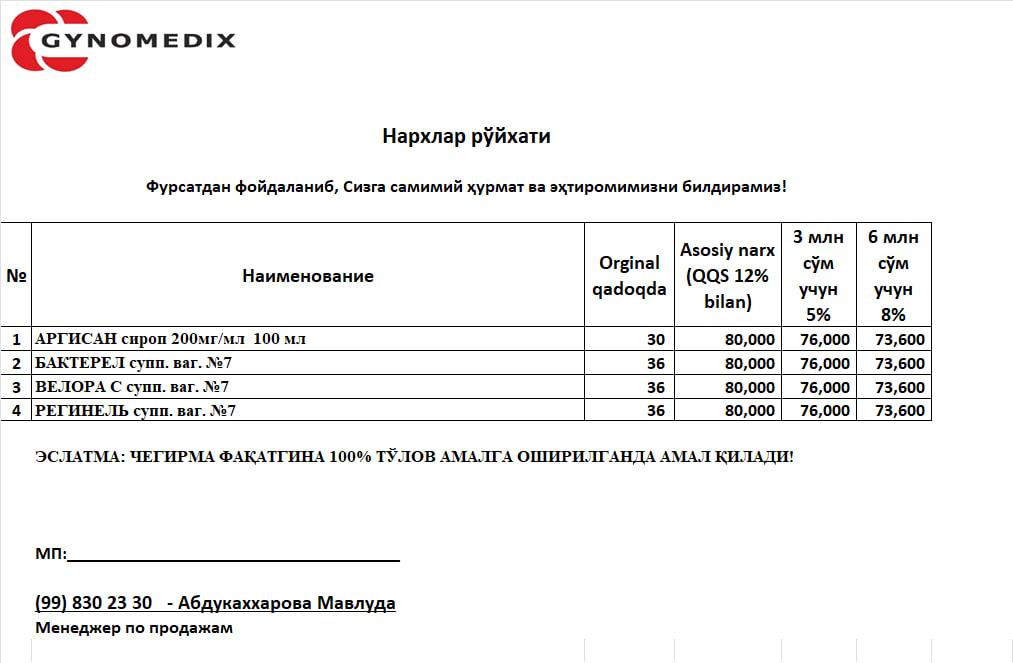 GYNOMEDIX
Нархлар рўйхати
Фурсатдан фойдаланиб, Сизга самимий ҳурмат ва эҳтиромимизни билдирамиз!
№ Наименование Orginal qadoqda Asosiy narx (QQS 12% bilan) 3 млн сўм учун 5% 6 млн сўм учун 8%
1 АРГИСАН сироп 200мг/мл 100 мл 30 80,000 76,000 73,600
2 БАКТЕРЕЛ супп. ваг. №7 36 80,000 76,000 73,600
3 ВЕЛОРА С супп. ваг. №7 36 80,000 76,000 73,600
4 РЕГИНЕЛЬ супп. ваг. №7 36 80,000 76,000 73,600
ЭСЛАТМА: ЧЕГИРМА ФАҚАТГИНА 100% ТЎЛОВ АМАЛГА ОШИРИЛГАНДА АМАЛ ҚИЛАДИ!
МП:
(99) 830 23 30 - Абдукаххарова Мавлуда
Менеджер по продажам